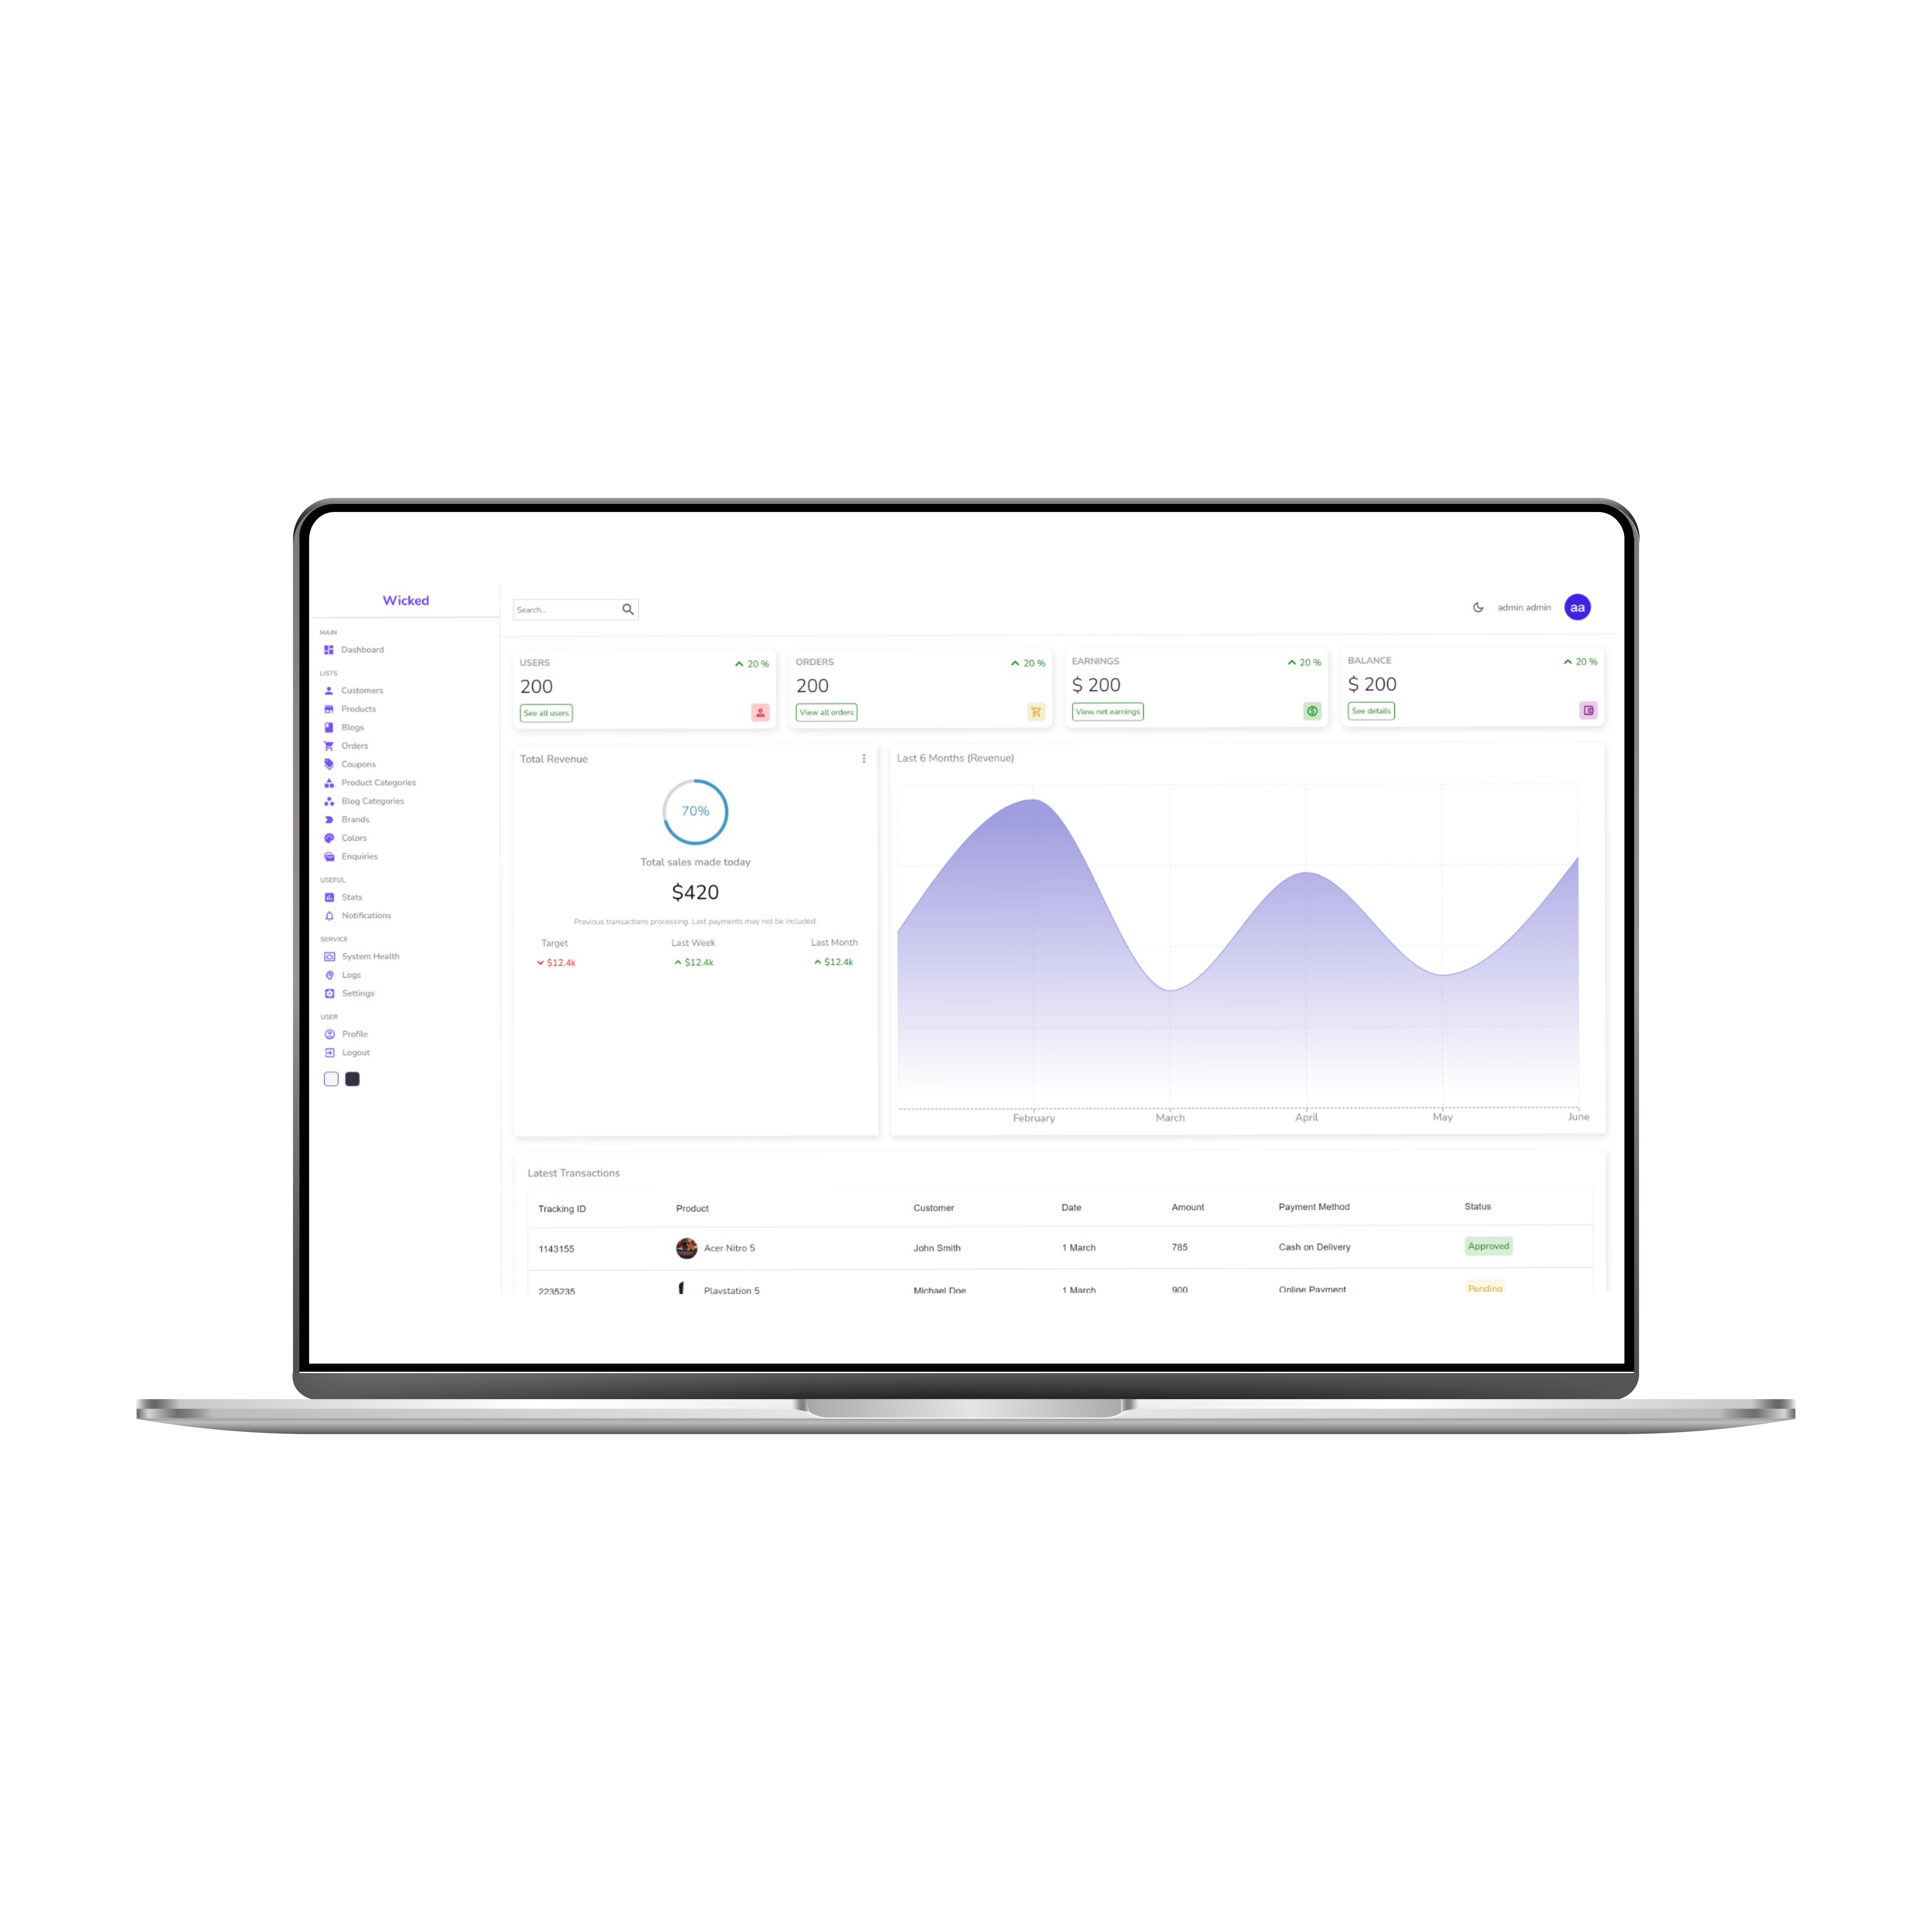 Wicked
MAIN
Dashboard
LISTS
Customers
Products
Blogs
Orders
Coupons
Product Categories
Blog Categories
Brands
Colors
Enquiries
USEFUL
Stats
Notifications
SERVICE
System Health
Logs
Settings
USER
Profile
Logout
Search...
admin admin
aa
USERS
20 %
200
See all users
ORDERS
20 %
200
View all orders
EARNINGS
20 %
$ 200
View net earnings
BALANCE
20 %
$ 200
See details
Total Revenue
70%
Total sales made today
$420
Previous transactions processing. Last payments may not be included.
Target Last Week Last Month
$12.4k $12.4k $12.4k
Last 6 Months (Revenue)
February March April May June
Latest Transactions
Tracking ID Product Customer Date Amount Payment Method Status
1143155 Acer Nitro 5 John Smith 1 March 785 Cash on Delivery Approved
2235235 Playstation 5 Michael Doe 1 March 900 Online Payment Pending